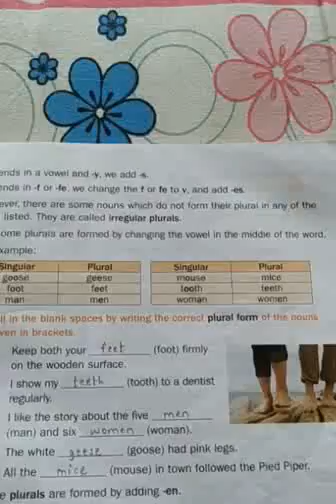 ends in a vowel and -y, we add -s.
ends in -f or -fe, we change the f or fe to v, and add -es.
ever, there are some nouns which do not form their plural in any of the
listed. They are called irregular plurals.
ome plurals are formed by changing the vowel in the middle of the word.
xample:
Singular Plural Singular Plural
goose geese mouse mice
foot feet tooth teeth
man men woman women
ll in the blank spaces by writing the correct plural form of the nouns
ven in brackets.
Keep both your feet (foot) firmly
on the wooden surface.
I show my teeth (tooth) to a dentist
regularly.
I like the story about the five men
(man) and six women (woman).
The white geese (goose) had pink legs.
All the mice (mouse) in town followed the Pied Piper.
e plurals are formed by adding -en.